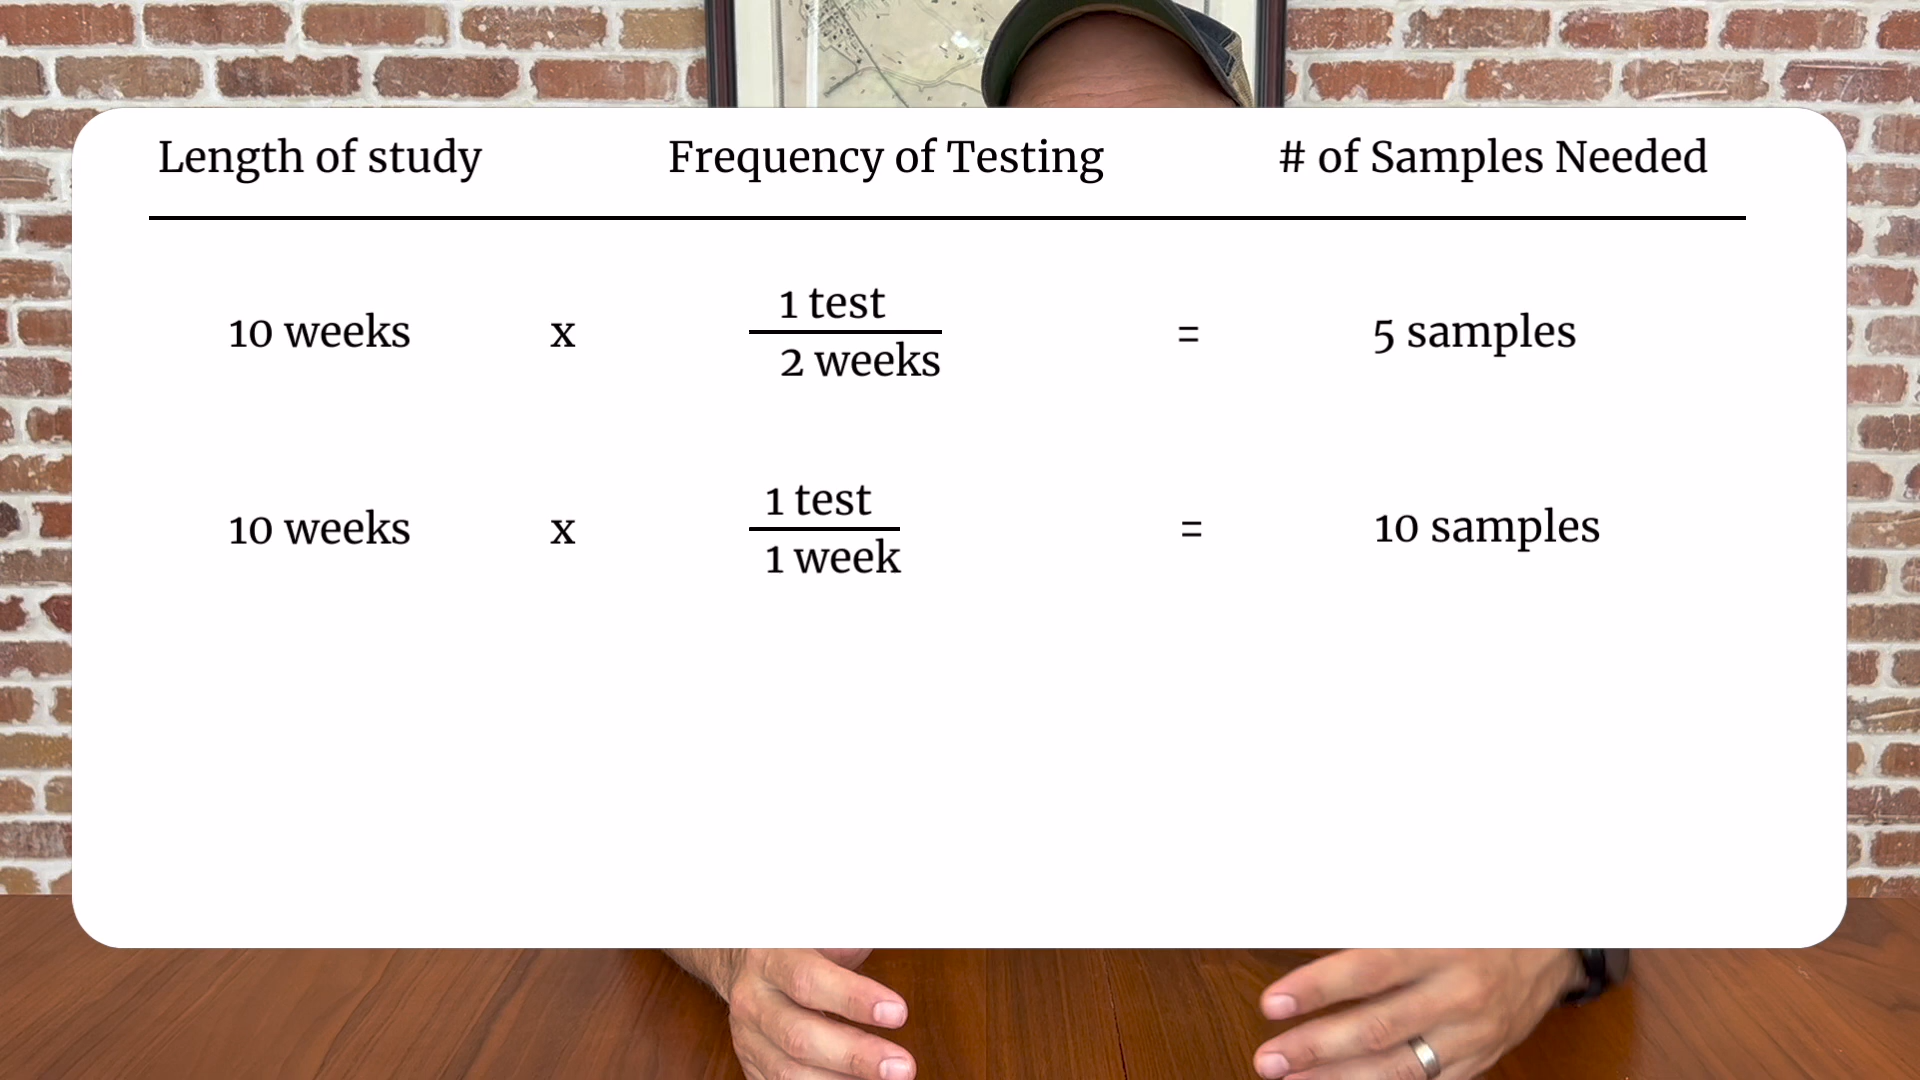 Length of study Frequency of Testing # of Samples Needed
10 weeks x 1 test / 2 weeks = 5 samples
10 weeks x 1 test / 1 week = 10 samples